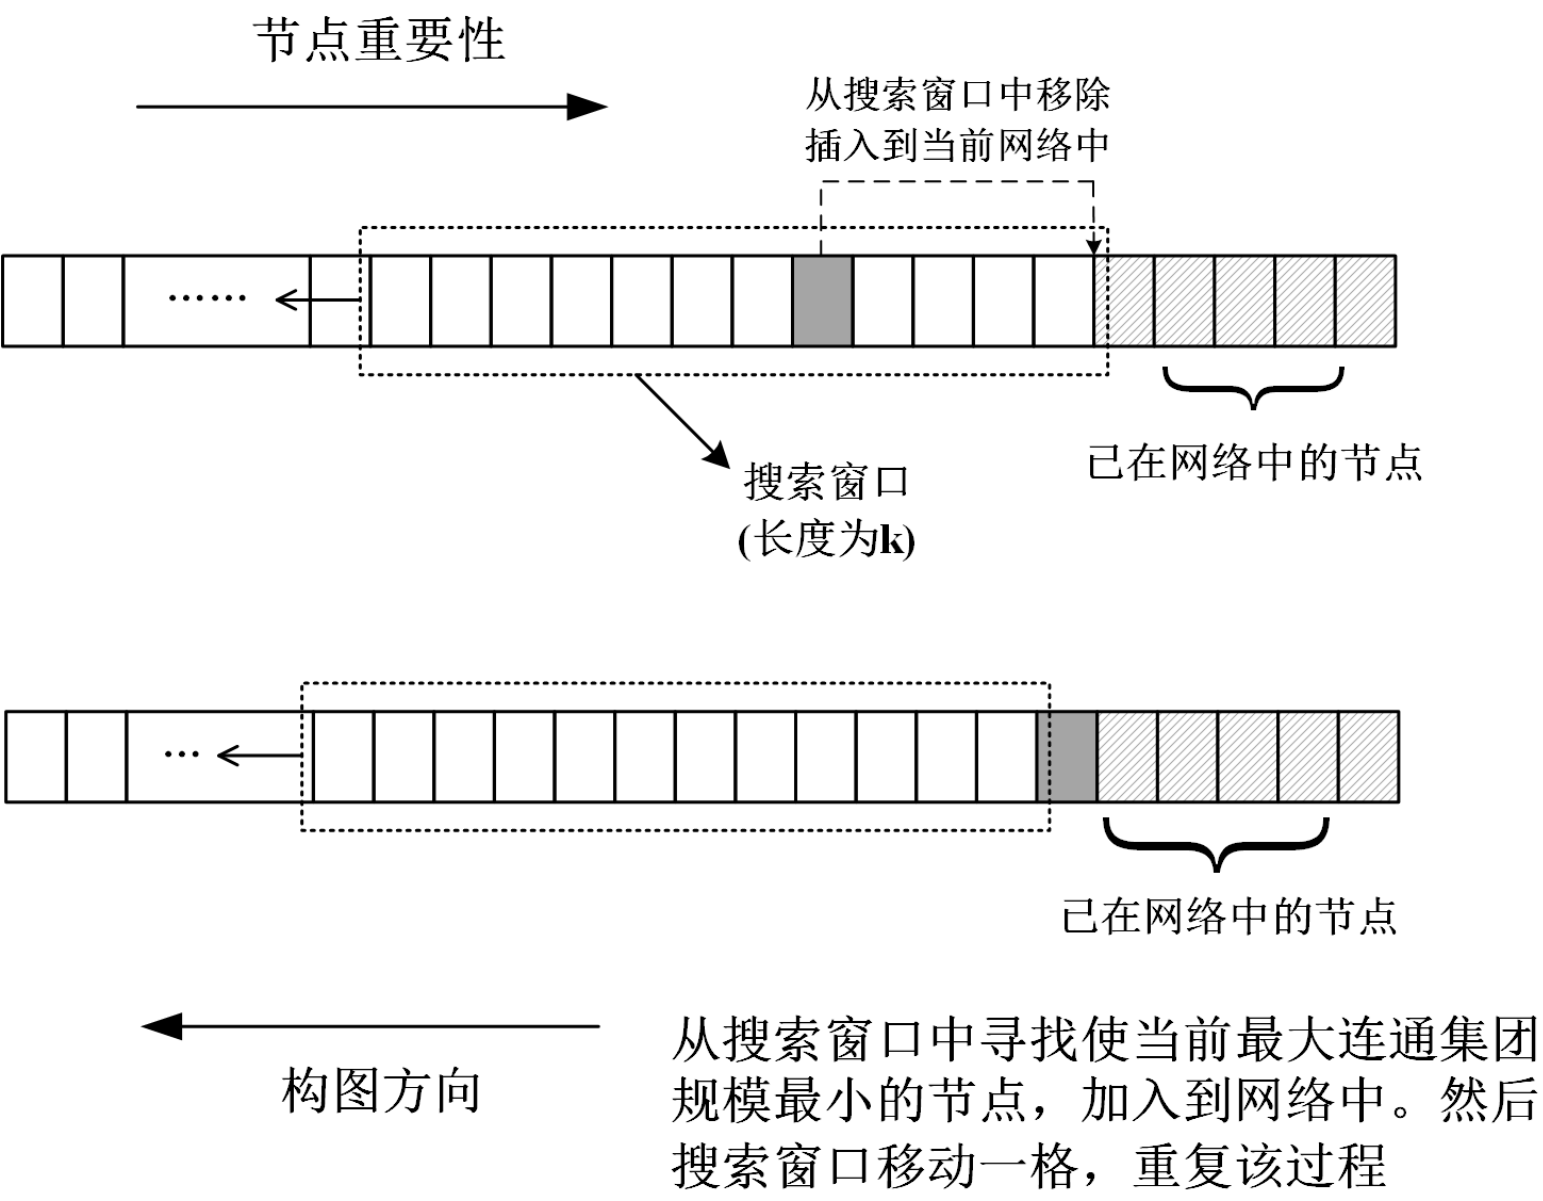 节点重要性
从搜索窗口中移除
插入到当前网络中
……
已在网络中的节点
搜索窗口
(长度为k)
…
已在网络中的节点
构图方向
从搜索窗口中寻找使当前最大连通集团
规模最小的节点，加入到网络中。然后
搜索窗口移动一格，重复该过程